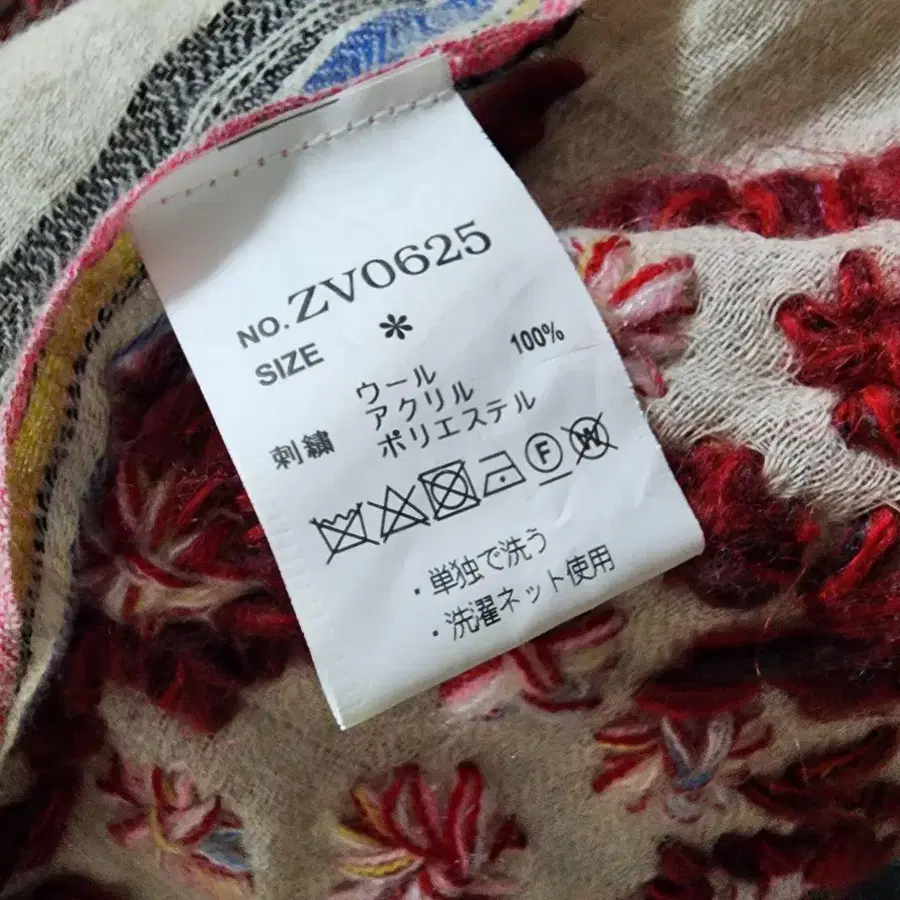 NO. ZV0625
SIZE *
ウール 100%
刺繍 アクリル
ポリエステル
F W
・単独で洗う
・洗濯ネット使用